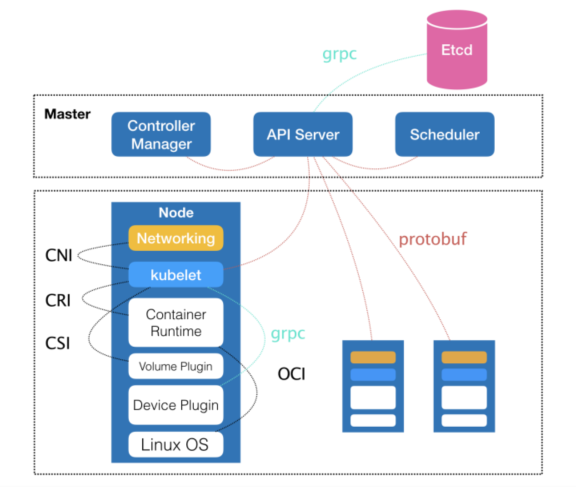 Etcd
grpc
Master
Controller
Manager
API Server
Scheduler
Node
Networking
protobuf
CNI
kubelet
CRI
Container
Runtime
grpc
CSI
Volume Plugin
OCI
Device Plugin
Linux OS